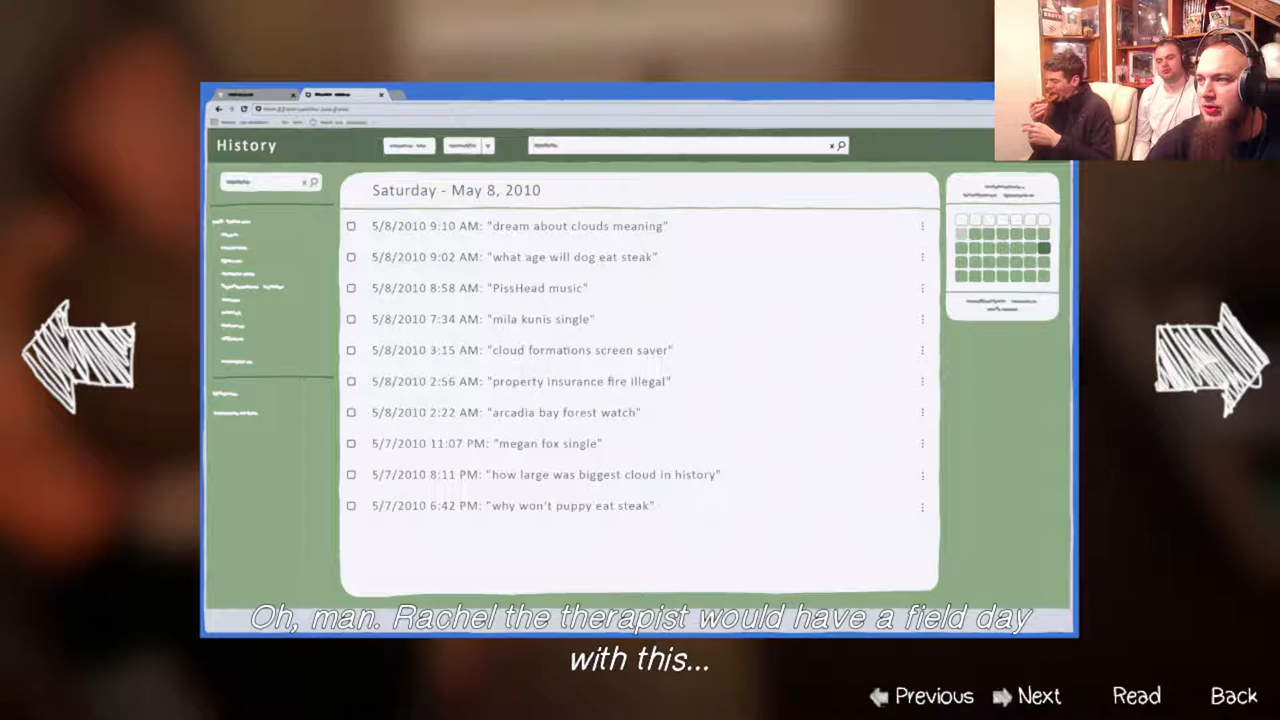 History
Saturday - May 8, 2010
5/8/2010 9:10 AM: "dream about clouds meaning"
5/8/2010 9:02 AM: "what age will dog eat steak"
5/8/2010 8:58 AM: "PissHead music"
5/8/2010 7:34 AM: "mila kunis single"
5/8/2010 3:15 AM: "cloud formations screen saver"
5/8/2010 2:56 AM: "property insurance fire illegal"
5/8/2010 2:22 AM: "arcadia bay forest watch"
5/7/2010 11:07 PM: "megan fox single"
5/7/2010 8:11 PM: "how large was biggest cloud in history"
5/7/2010 6:42 PM: "why won't puppy eat steak"
Oh, man. Rachel the therapist would have a field day
with this...
Previous Next Read Back